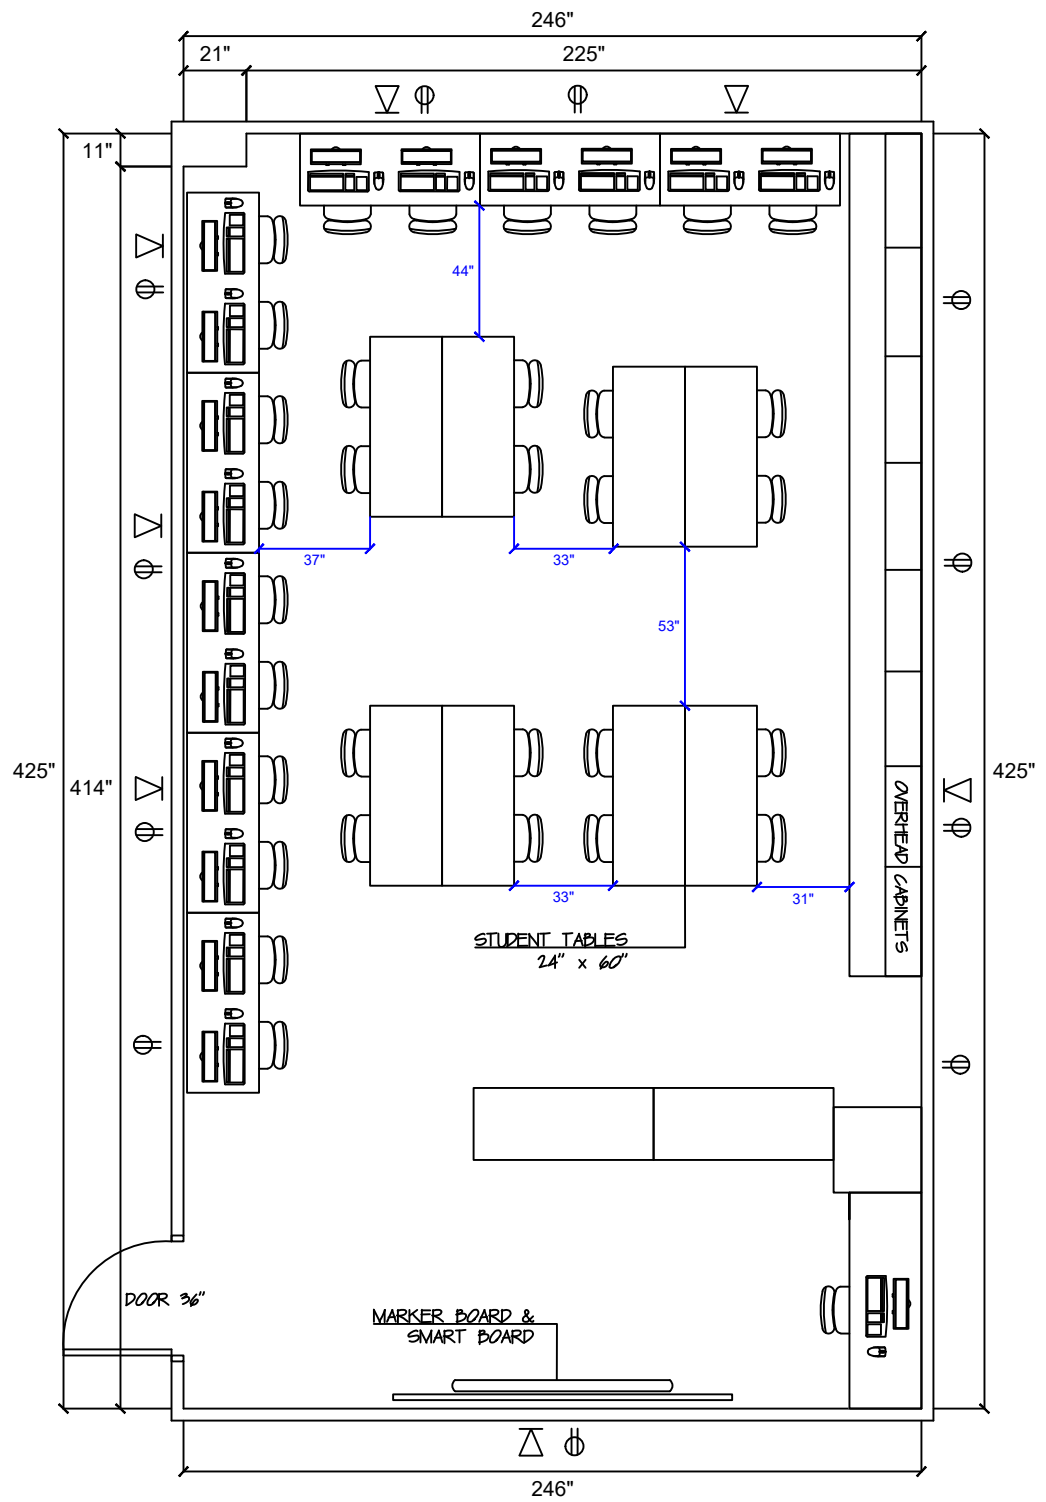 246"
21"
225"
11"
44"
37"
33"
53"
425"
414"
425"
OVERHEAD CABINETS
33"
31"
STUDENT TABLES
24" x 60"
DOOR 36"
MARKER BOARD &
SMART BOARD
246"